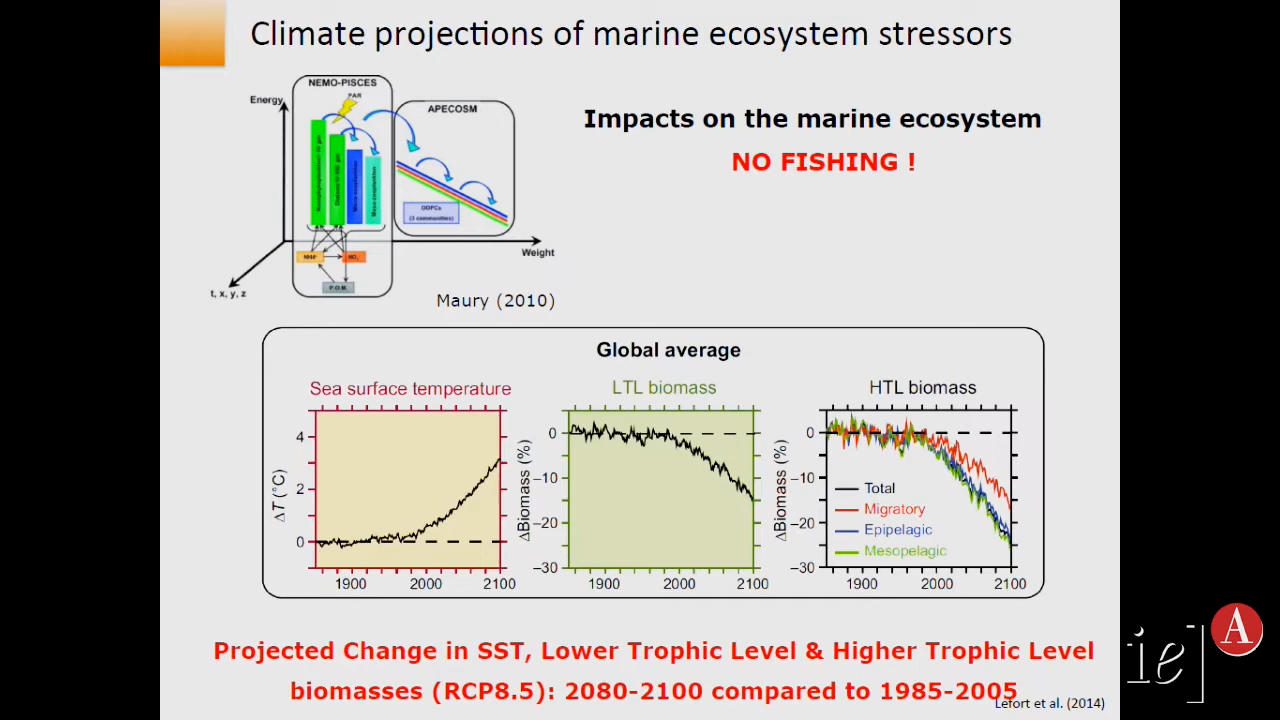 Climate projections of marine ecosystem stressors
NEMO-PISCES
PAR
Energy
APECOSM
OOPCs
(3 communities)
NO₃⁻
P.O.M.
Weight
t, x, y, z
Maury (2010)
Impacts on the marine ecosystem
NO FISHING !
Global average
Sea surface temperature
LTL biomass
HTL biomass
ΔT (°C)
4
2
0
1900 2000 2100
ΔBiomass (%)
0
−10
−20
−30
1900 2000 2100
ΔBiomass (%)
0
−10
−20
−30
Total
Migratory
Epipelagic
Mesopelagic
1900 2000 2100
Projected Change in SST, Lower Trophic Level & Higher Trophic Level
biomasses (RCP8.5): 2080-2100 compared to 1985-2005
Lefort et al. (2014)
ie]
A